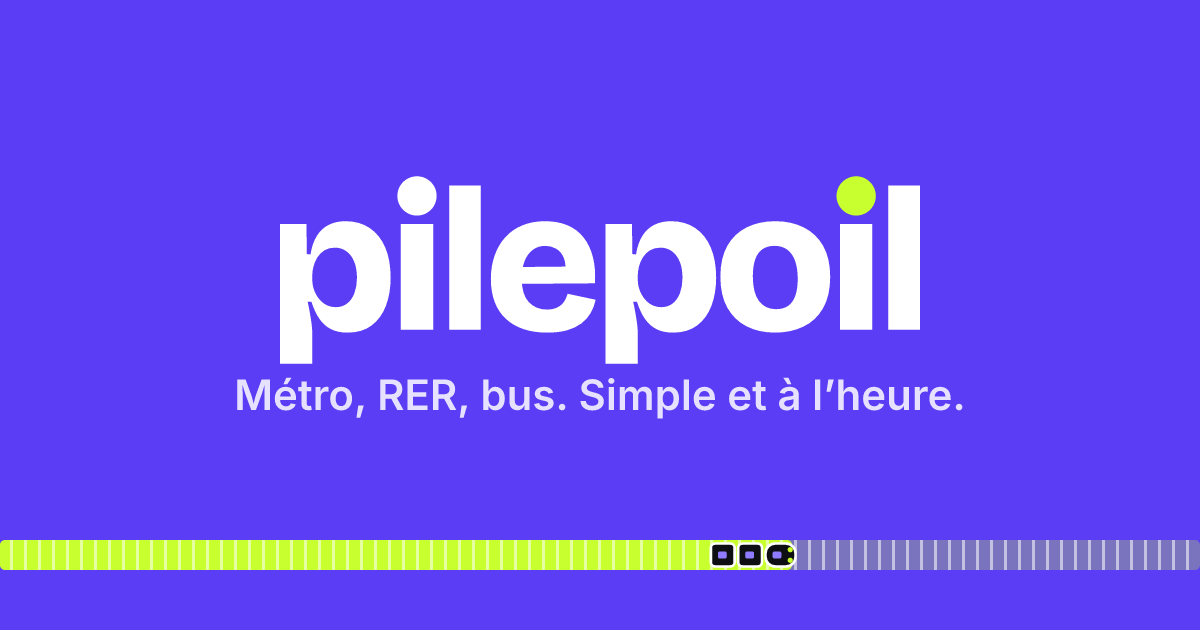 pilepoil
Métro, RER, bus. Simple et à l’heure.